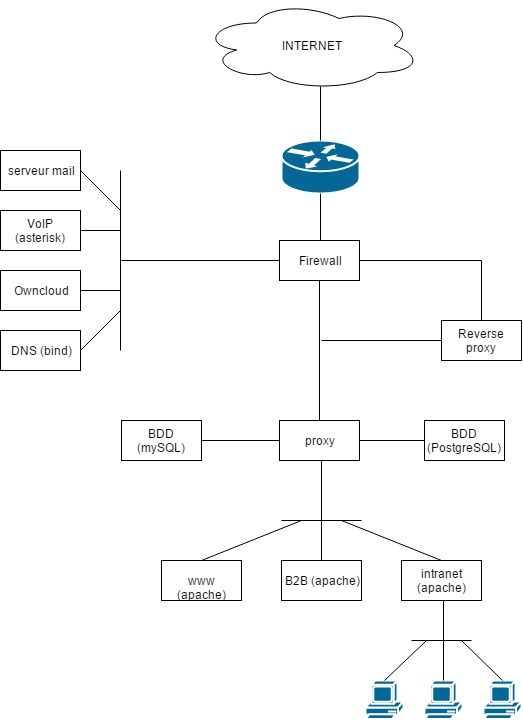 INTERNET
serveur mail
VoIP
(asterisk)
Firewall
Owncloud
DNS (bind)
Reverse
proxy
BDD
(mySQL)
proxy
BDD
(PostgreSQL)
www
(apache)
B2B (apache)
intranet
(apache)